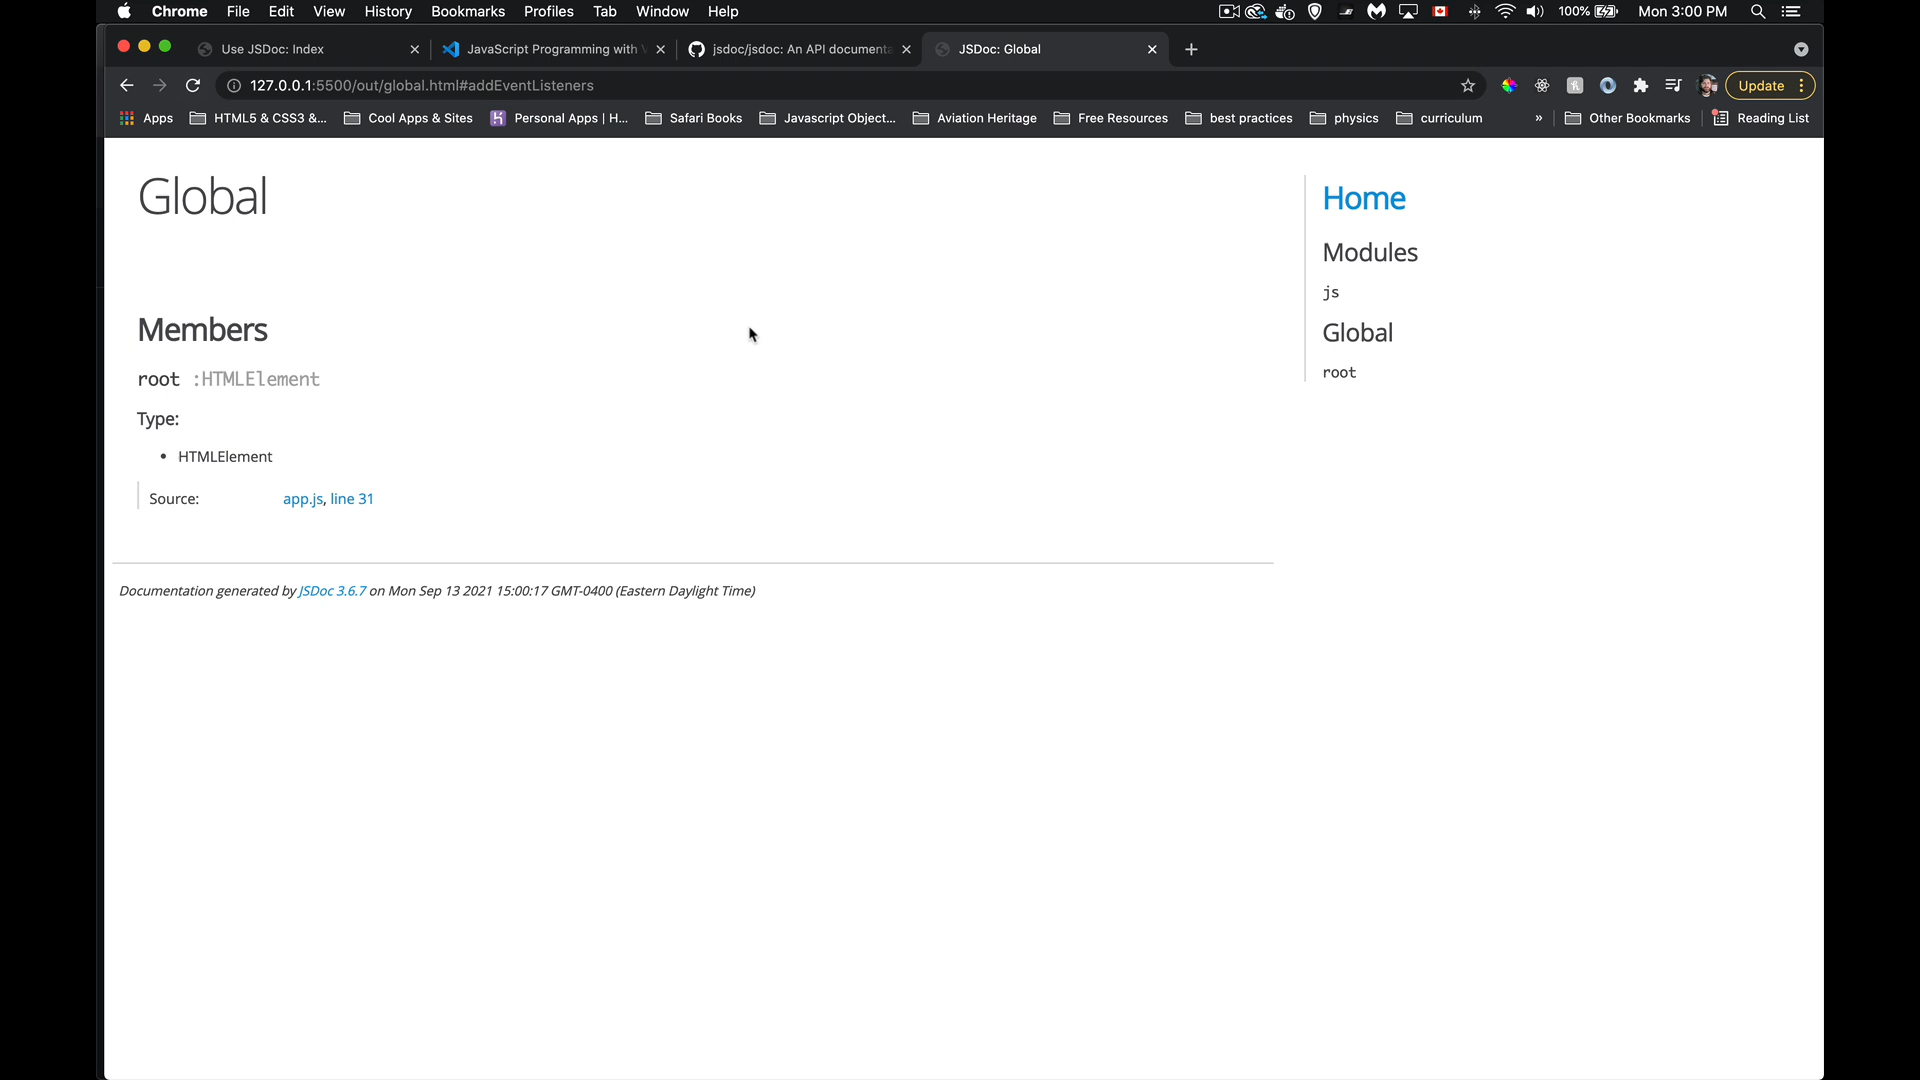 Chrome File Edit View History Bookmarks Profiles Tab Window Help 100% Mon 3:00 PM
Use JSDoc: Index JavaScript Programming with jsdoc/jsdoc: An API documenta JSDoc: Global
127.0.0.1:5500/out/global.html#addEventListeners Update
Apps HTML5 & CSS3 &... Cool Apps & Sites Personal Apps | H... Safari Books Javascript Object... Aviation Heritage Free Resources best practices physics curriculum » Other Bookmarks Reading List
Global
Members
root :HTMLElement
Type:
• HTMLElement
Source: app.js, line 31
Documentation generated by JSDoc 3.6.7 on Mon Sep 13 2021 15:00:17 GMT-0400 (Eastern Daylight Time)
Home
Modules
js
Global
root